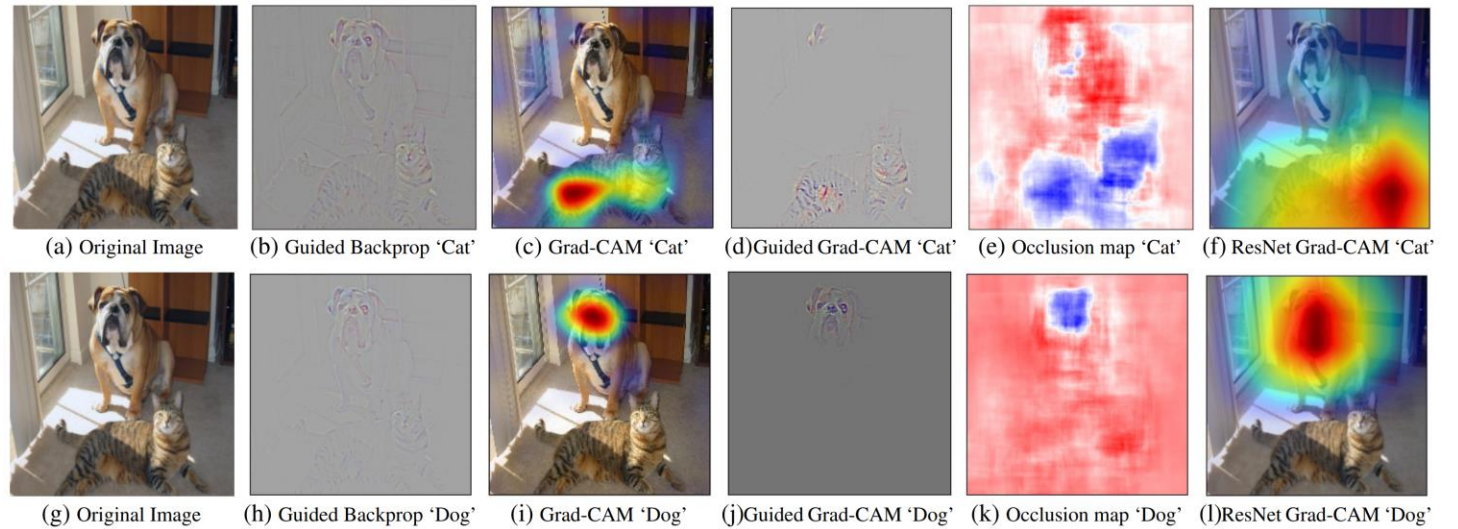 (a) Original Image (b) Guided Backprop ‘Cat’ (c) Grad-CAM ‘Cat’ (d)Guided Grad-CAM ‘Cat’ (e) Occlusion map ‘Cat’ (f) ResNet Grad-CAM ‘Cat’
(g) Original Image (h) Guided Backprop ‘Dog’ (i) Grad-CAM ‘Dog’ (j)Guided Grad-CAM ‘Dog’ (k) Occlusion map ‘Dog’ (l)ResNet Grad-CAM ‘Dog’